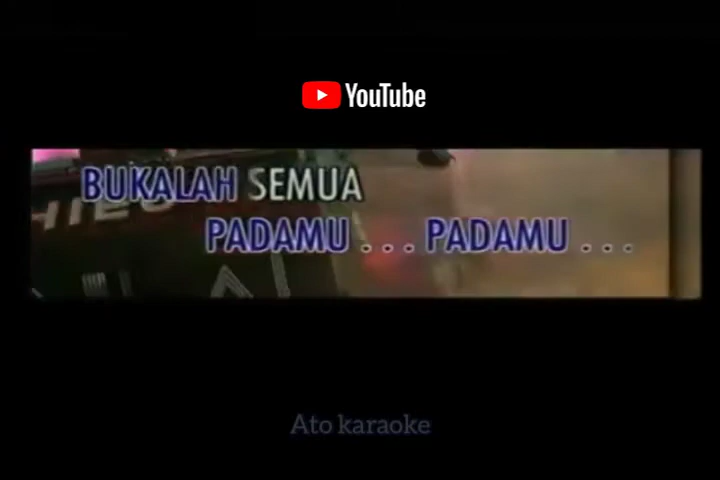 YouTube
BUKALAH SEMUA
PADAMU . . . PADAMU . . .
Ato karaoke